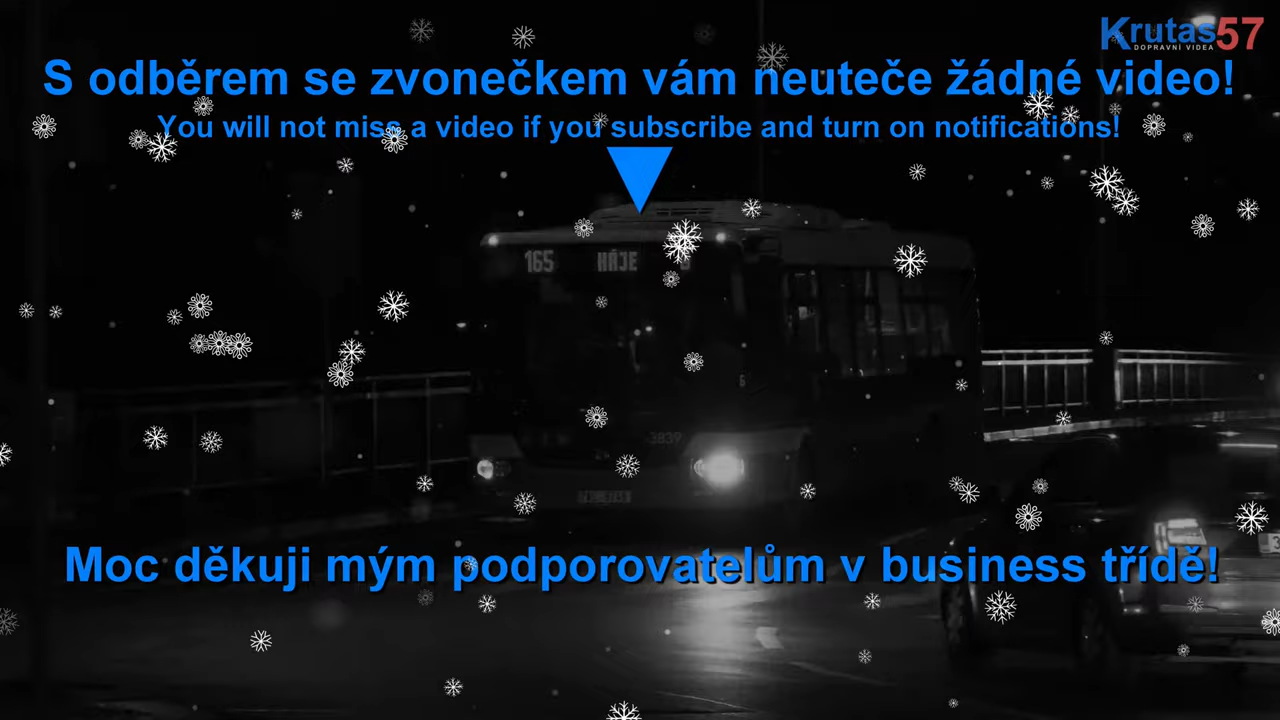 Krutas57
DOPRAVNÍ VIDEA
S odběrem se zvonečkem vám neuteče žádné video!
You will not miss a video if you subscribe and turn on notifications!
165 HÁJE
3839
Moc děkuji mým podporovatelům v business třídě!